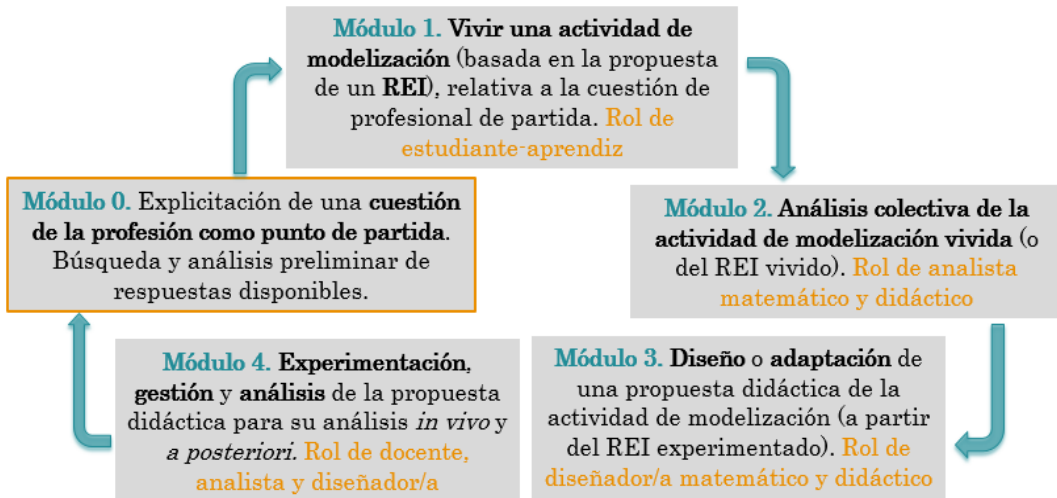 Módulo 1. Vivir una actividad de
modelización (basada en la propuesta
de un REI), relativa a la cuestión de
profesional de partida. Rol de
estudiante-aprendiz
Módulo 0. Explicitación de una cuestión
de la profesión como punto de partida.
Búsqueda y análisis preliminar de
respuestas disponibles.
Módulo 2. Análisis colectiva de la
actividad de modelización vivida (o
del REI vivido). Rol de analista
matemático y didáctico
Módulo 4. Experimentación,
gestión y análisis de la propuesta
didáctica para su análisis in vivo y
a posteriori. Rol de docente,
analista y diseñador/a
Módulo 3. Diseño o adaptación de
una propuesta didáctica de la
actividad de modelización (a partir
del REI experimentado). Rol de
diseñador/a matemático y didáctico